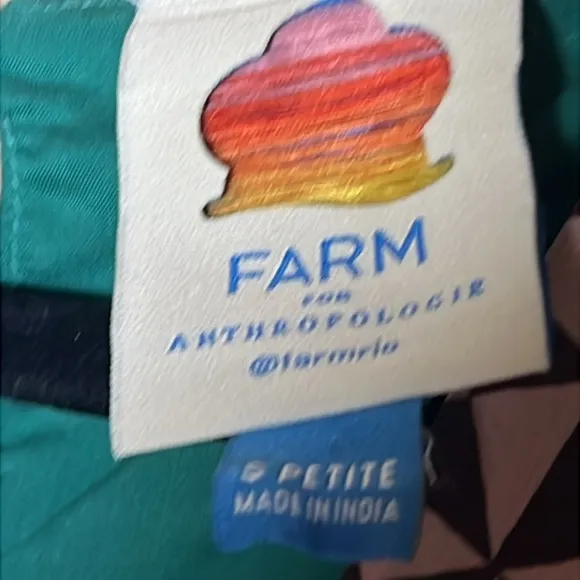 FARM
FOR
ANTHROPOLOGIE
@farmrio
PETITE
MADE IN INDIA